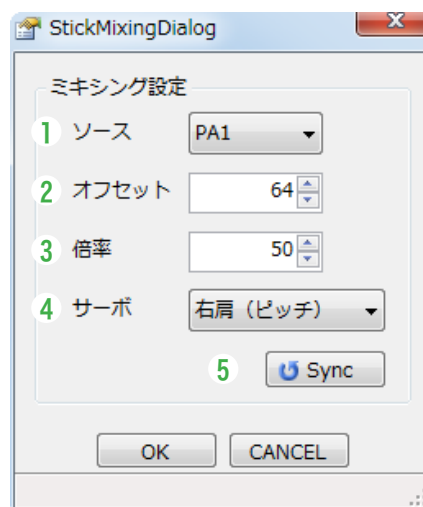 StickMixingDialog
ミキシング設定
1 ソース PA1
2 オフセット 64
3 倍率 50
4 サーボ 右肩（ピッチ）
5 Sync
OK CANCEL